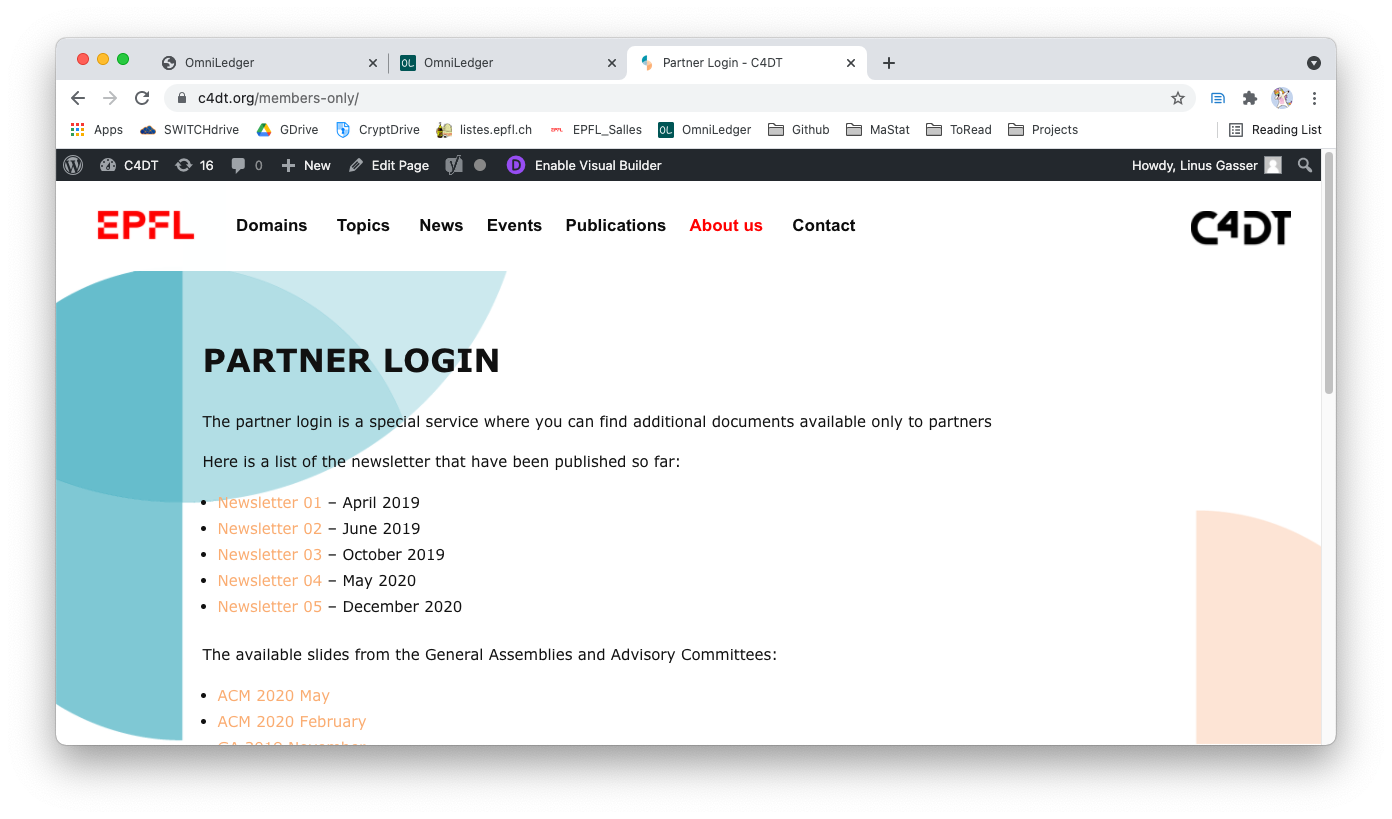 OmniLedger
OL OmniLedger
Partner Login - C4DT
c4dt.org/members-only/
Apps SWITCHdrive GDrive CryptDrive listes.epfl.ch EPFL EPFL_Salles OL OmniLedger Github MaStat ToRead Projects Reading List
C4DT 16 0 New Edit Page D Enable Visual Builder Howdy, Linus Gasser
EPFL Domains Topics News Events Publications About us Contact C4DT
PARTNER LOGIN
The partner login is a special service where you can find additional documents available only to partners
Here is a list of the newsletter that have been published so far:
• Newsletter 01 – April 2019
• Newsletter 02 – June 2019
• Newsletter 03 – October 2019
• Newsletter 04 – May 2020
• Newsletter 05 – December 2020
The available slides from the General Assemblies and Advisory Committees:
• ACM 2020 May
• ACM 2020 February
• GA 2019 November